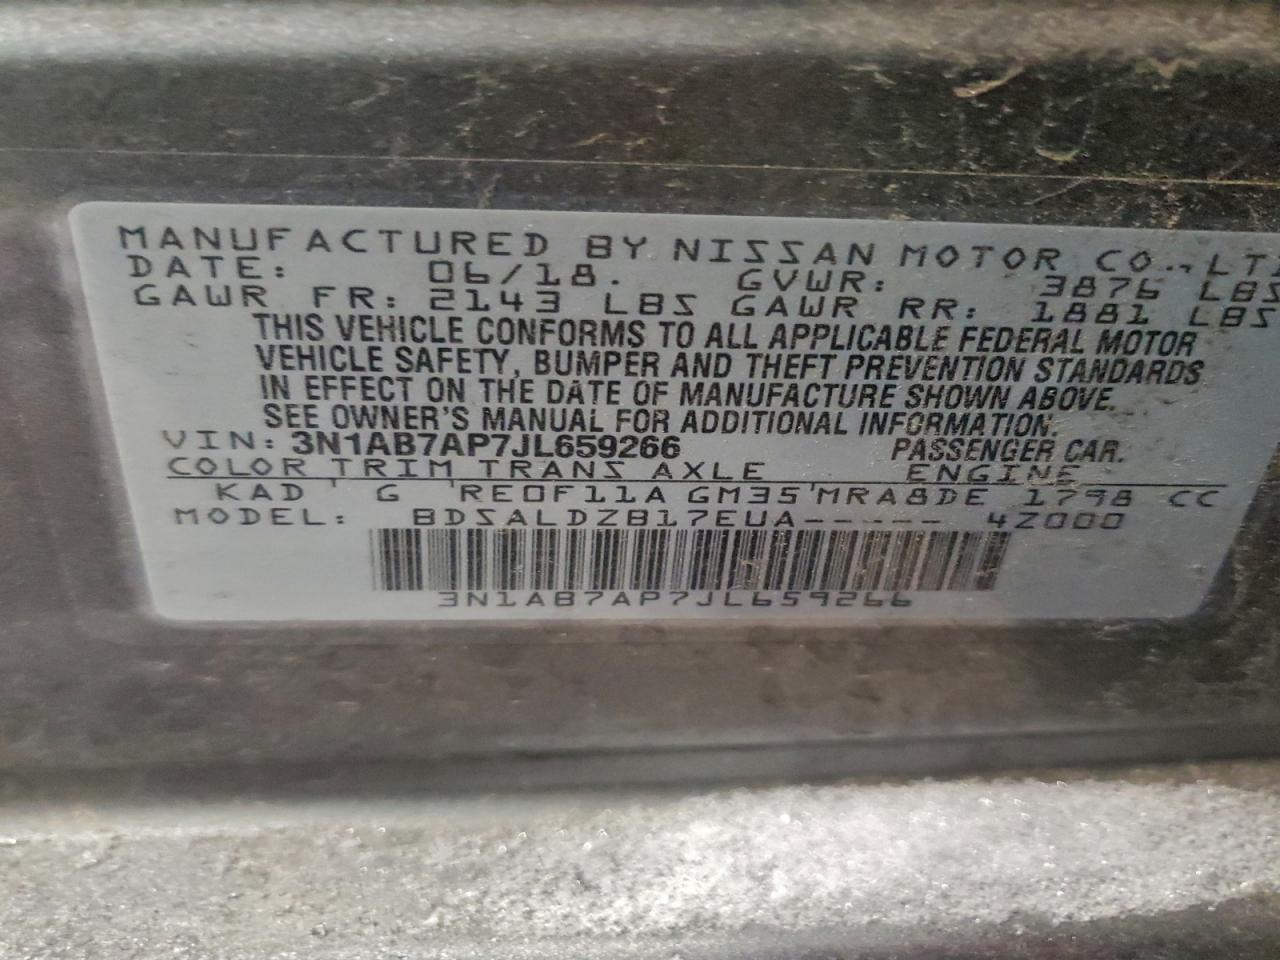 MANUFACTURED BY NISSAN MOTOR CO.,
DATE: 06/18. GVWR: 3876 LBS
GAWR FR: 2143 LBS GAWR RR: 1881 LBS
THIS VEHICLE CONFORMS TO ALL APPLICABLE FEDERAL MOTOR
VEHICLE SAFETY, BUMPER AND THEFT PREVENTION STANDARDS
IN EFFECT ON THE DATE OF MANUFACTURE SHOWN ABOVE.
SEE OWNER'S MANUAL FOR ADDITIONAL INFORMATION.
VIN: 3N1AB7AP7JL659266 PASSENGER CAR.
COLOR TRIM TRANS AXLE ENGINE
KAD G RE0F11A GM35 MRA8DE 1798 CC
MODEL: BDSALDZB17EUA----- 4Z000
3N1AB7AP7JL659266